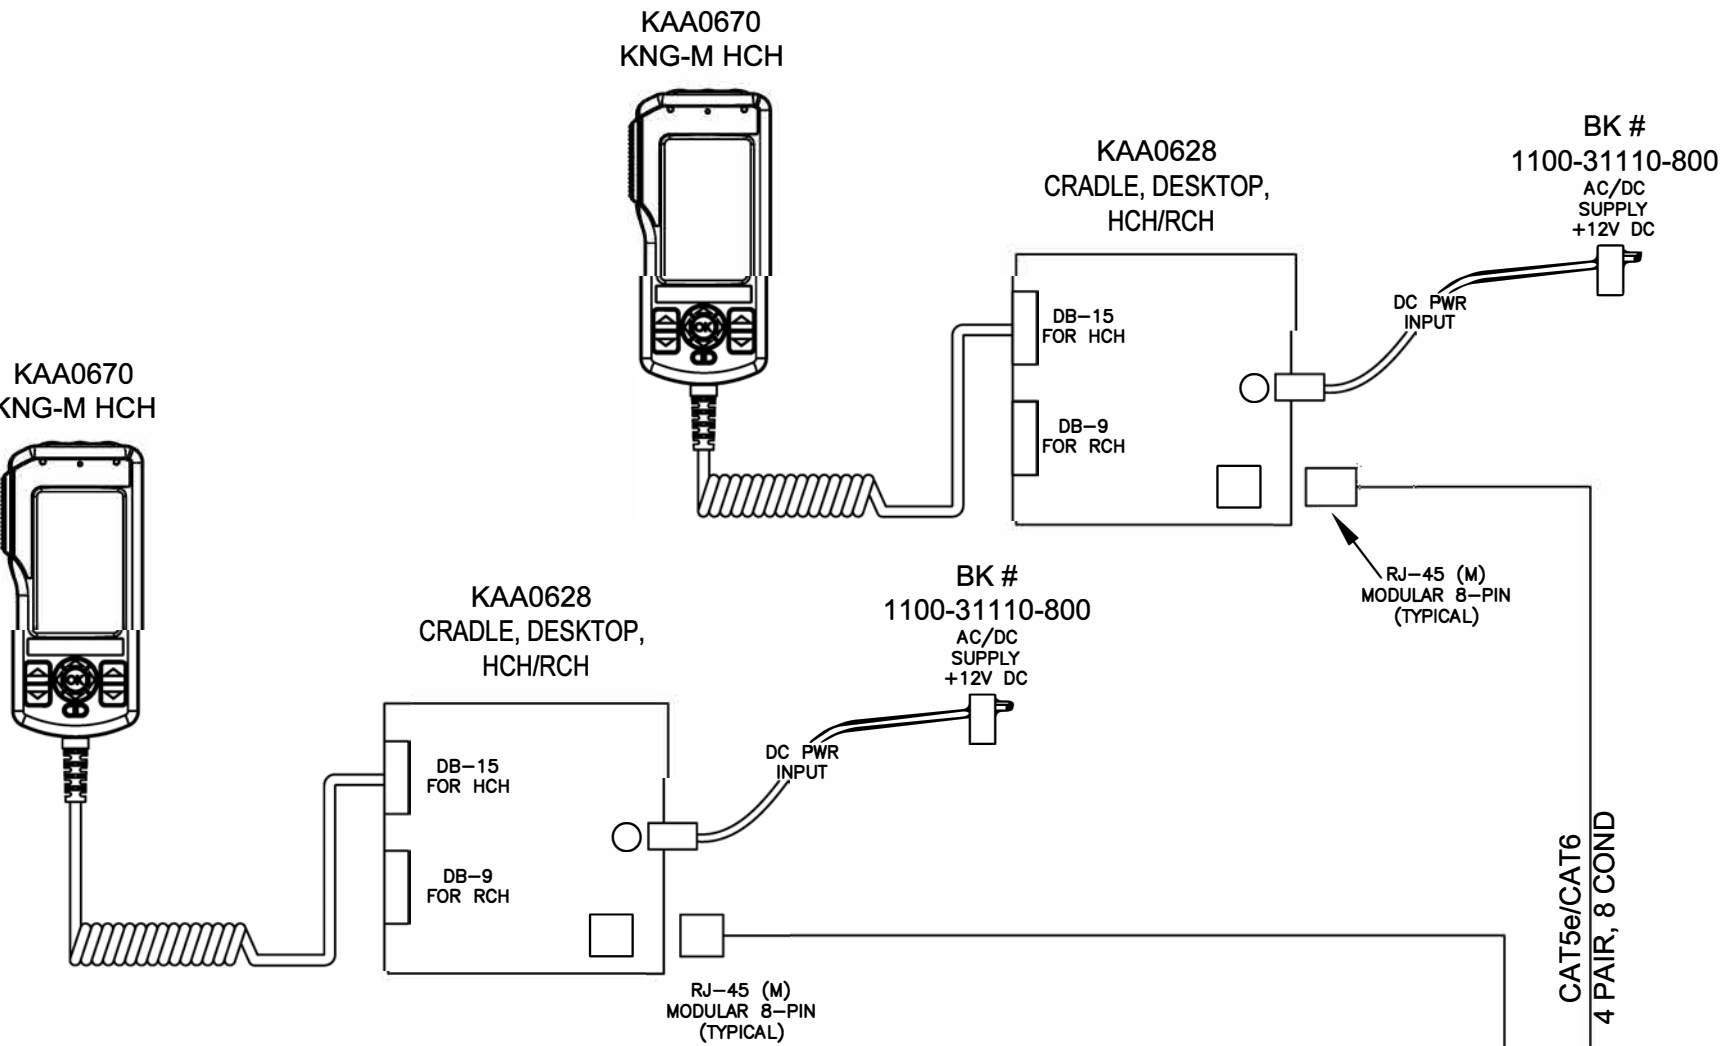 KAA0670
KNG-M HCH
KAA0628
CRADLE, DESKTOP,
HCH/RCH
BK #
1100-31110-800
AC/DC
SUPPLY
+12V DC
DB-15
FOR HCH
DC PWR
INPUT
DB-9
FOR RCH
RJ-45 (M)
MODULAR 8-PIN
(TYPICAL)
KAA0670
KNG-M HCH
OK
KAA0628
CRADLE, DESKTOP,
HCH/RCH
BK #
1100-31110-800
AC/DC
SUPPLY
+12V DC
DB-15
FOR HCH
DC PWR
INPUT
DB-9
FOR RCH
OK
RJ-45 (M)
MODULAR 8-PIN
(TYPICAL)
CAT5e/CAT6
4 PAIR, 8 COND